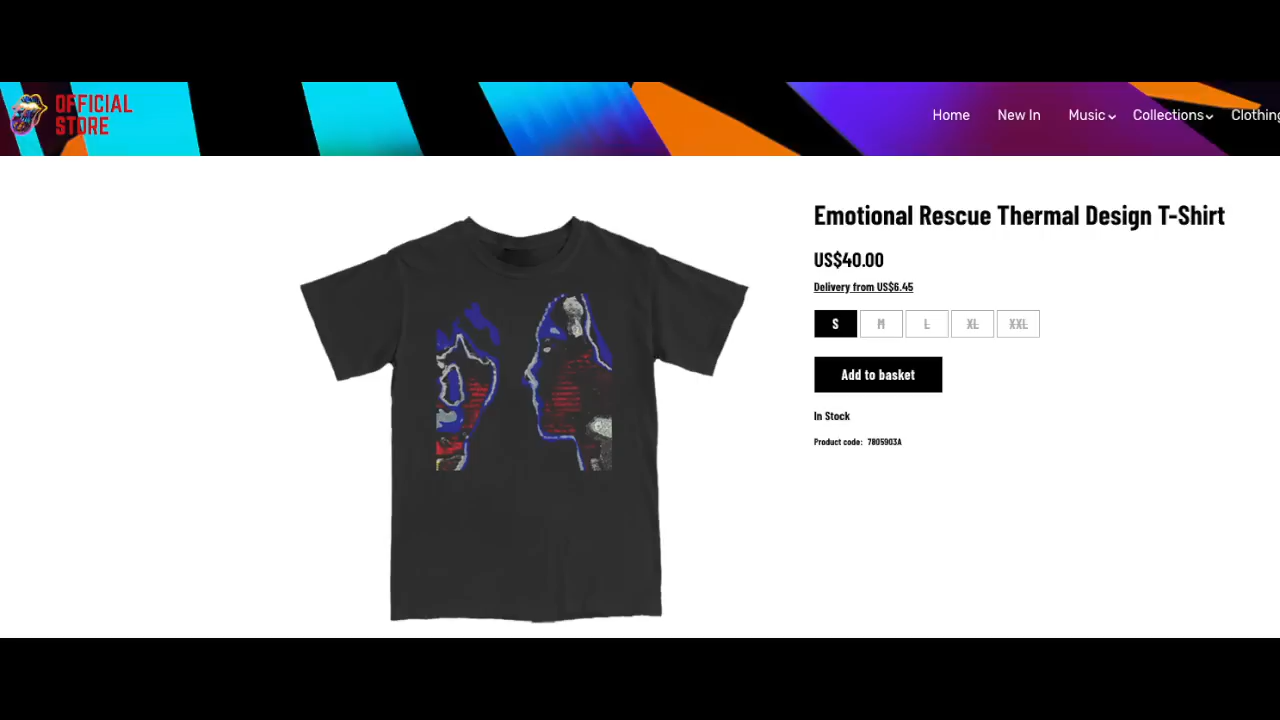 OFFICIAL
STORE
Home New In Music Collections Clothing
Emotional Rescue Thermal Design T-Shirt
US$40.00
Delivery from US$6.45
S M L XL XXL
Add to basket
In Stock
Product code: 7805903A